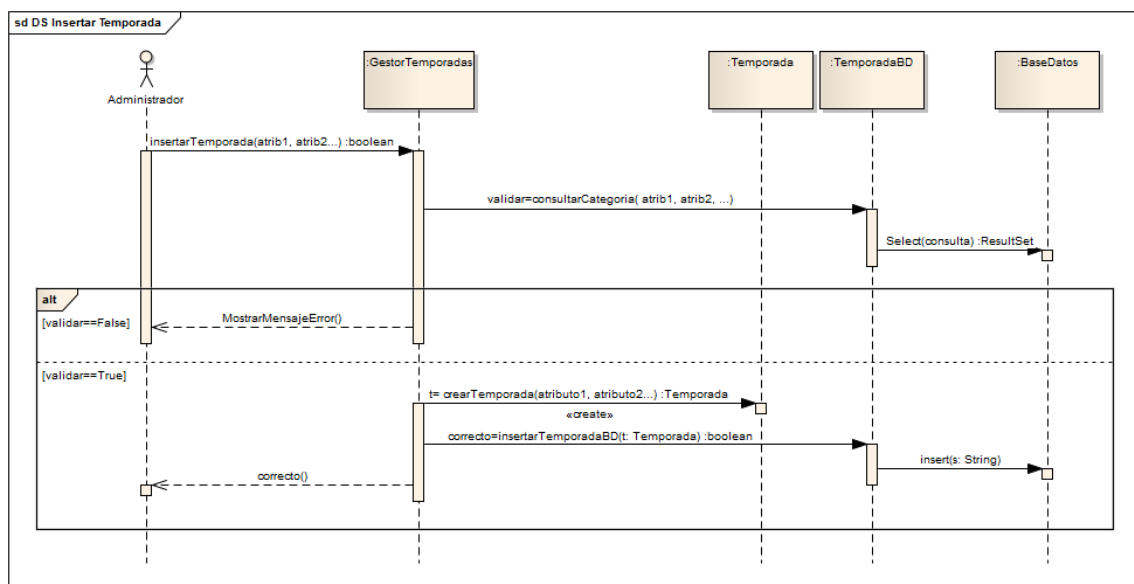 sd DS Insertar Temporada
Administrador
:GestorTemporadas
:Temporada
:TemporadaBD
:BaseDatos
insertarTemporada(atrib1, atrib2...) :boolean
validar=consultarCategoria( atrib1, atrib2, ...)
Select(consulta) :ResultSet
alt
[validar==False]
MostrarMensajeError()
[validar==True]
t= crearTemporada(atributo1, atributo2...) :Temporada
«create»
correcto=insertarTemporadaBD(t: Temporada) :boolean
insert(s: String)
correcto()